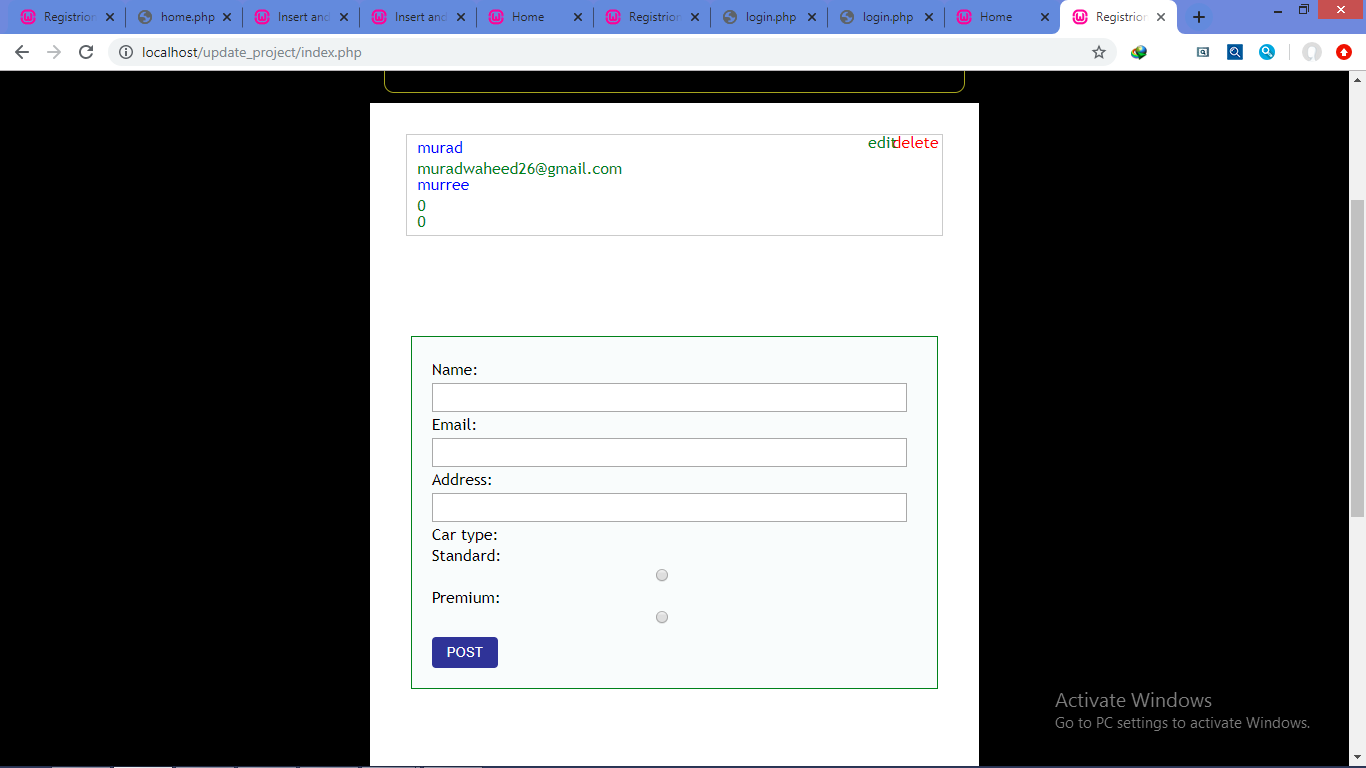 Registrion home.php Insert and Insert and Home Registrion login.php login.php Home Registrion
localhost/update_project/index.php
murad
edit delete
muradwaheed26@gmail.com
murree
0
0
Name:
Email:
Address:
Car type:
Standard:
Premium:
POST
Activate Windows
Go to PC settings to activate Windows.